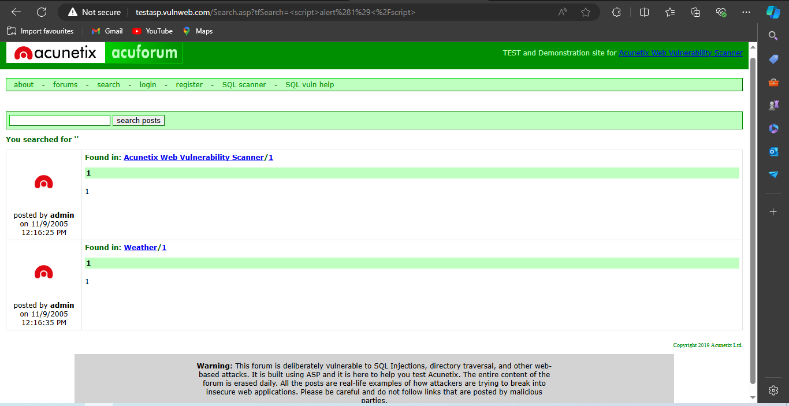 Not secure | testasp.vulnweb.com/Search.asp?tfSearch=<script>alert%281%29<%2Fscript>
Import favourites Gmail YouTube Maps
acunetix acuforum
TEST and Demonstration site for Acunetix Web Vulnerability Scanner
about - forums - search - login - register - SQL scanner - SQL vuln help
search posts
You searched for ''
Found in: Acunetix Web Vulnerability Scanner/1
1
1
posted by admin
on 11/9/2005
12:16:25 PM
Found in: Weather/1
1
1
posted by admin
on 11/9/2005
12:16:35 PM
Copyright 2019 Acunetix Ltd.
Warning: This forum is deliberately vulnerable to SQL Injections, directory traversal, and other web-
based attacks. It is built using ASP and it is here to help you test Acunetix. The entire content of the
forum is erased daily. All the posts are real-life examples of how attackers are trying to break into
insecure web applications. Please be careful and do not follow links that are posted by malicious
parties.